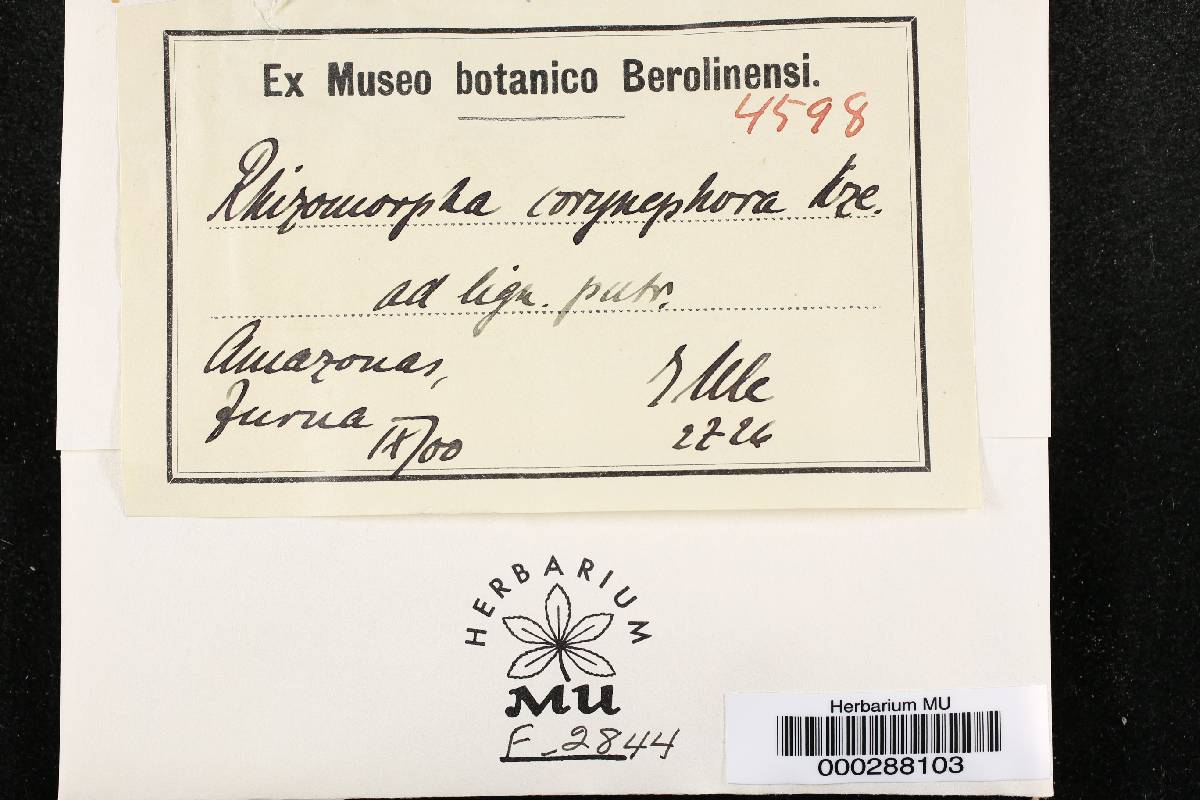 Ex Museo botanico Berolinensi.
4598
Rhizomorpha corynephora Kze.
ad lign. putr.
Amazonas,
Jurua IX/00
E Ule
2726
HERBARIUM
MU
F-2844
Herbarium MU
000288103